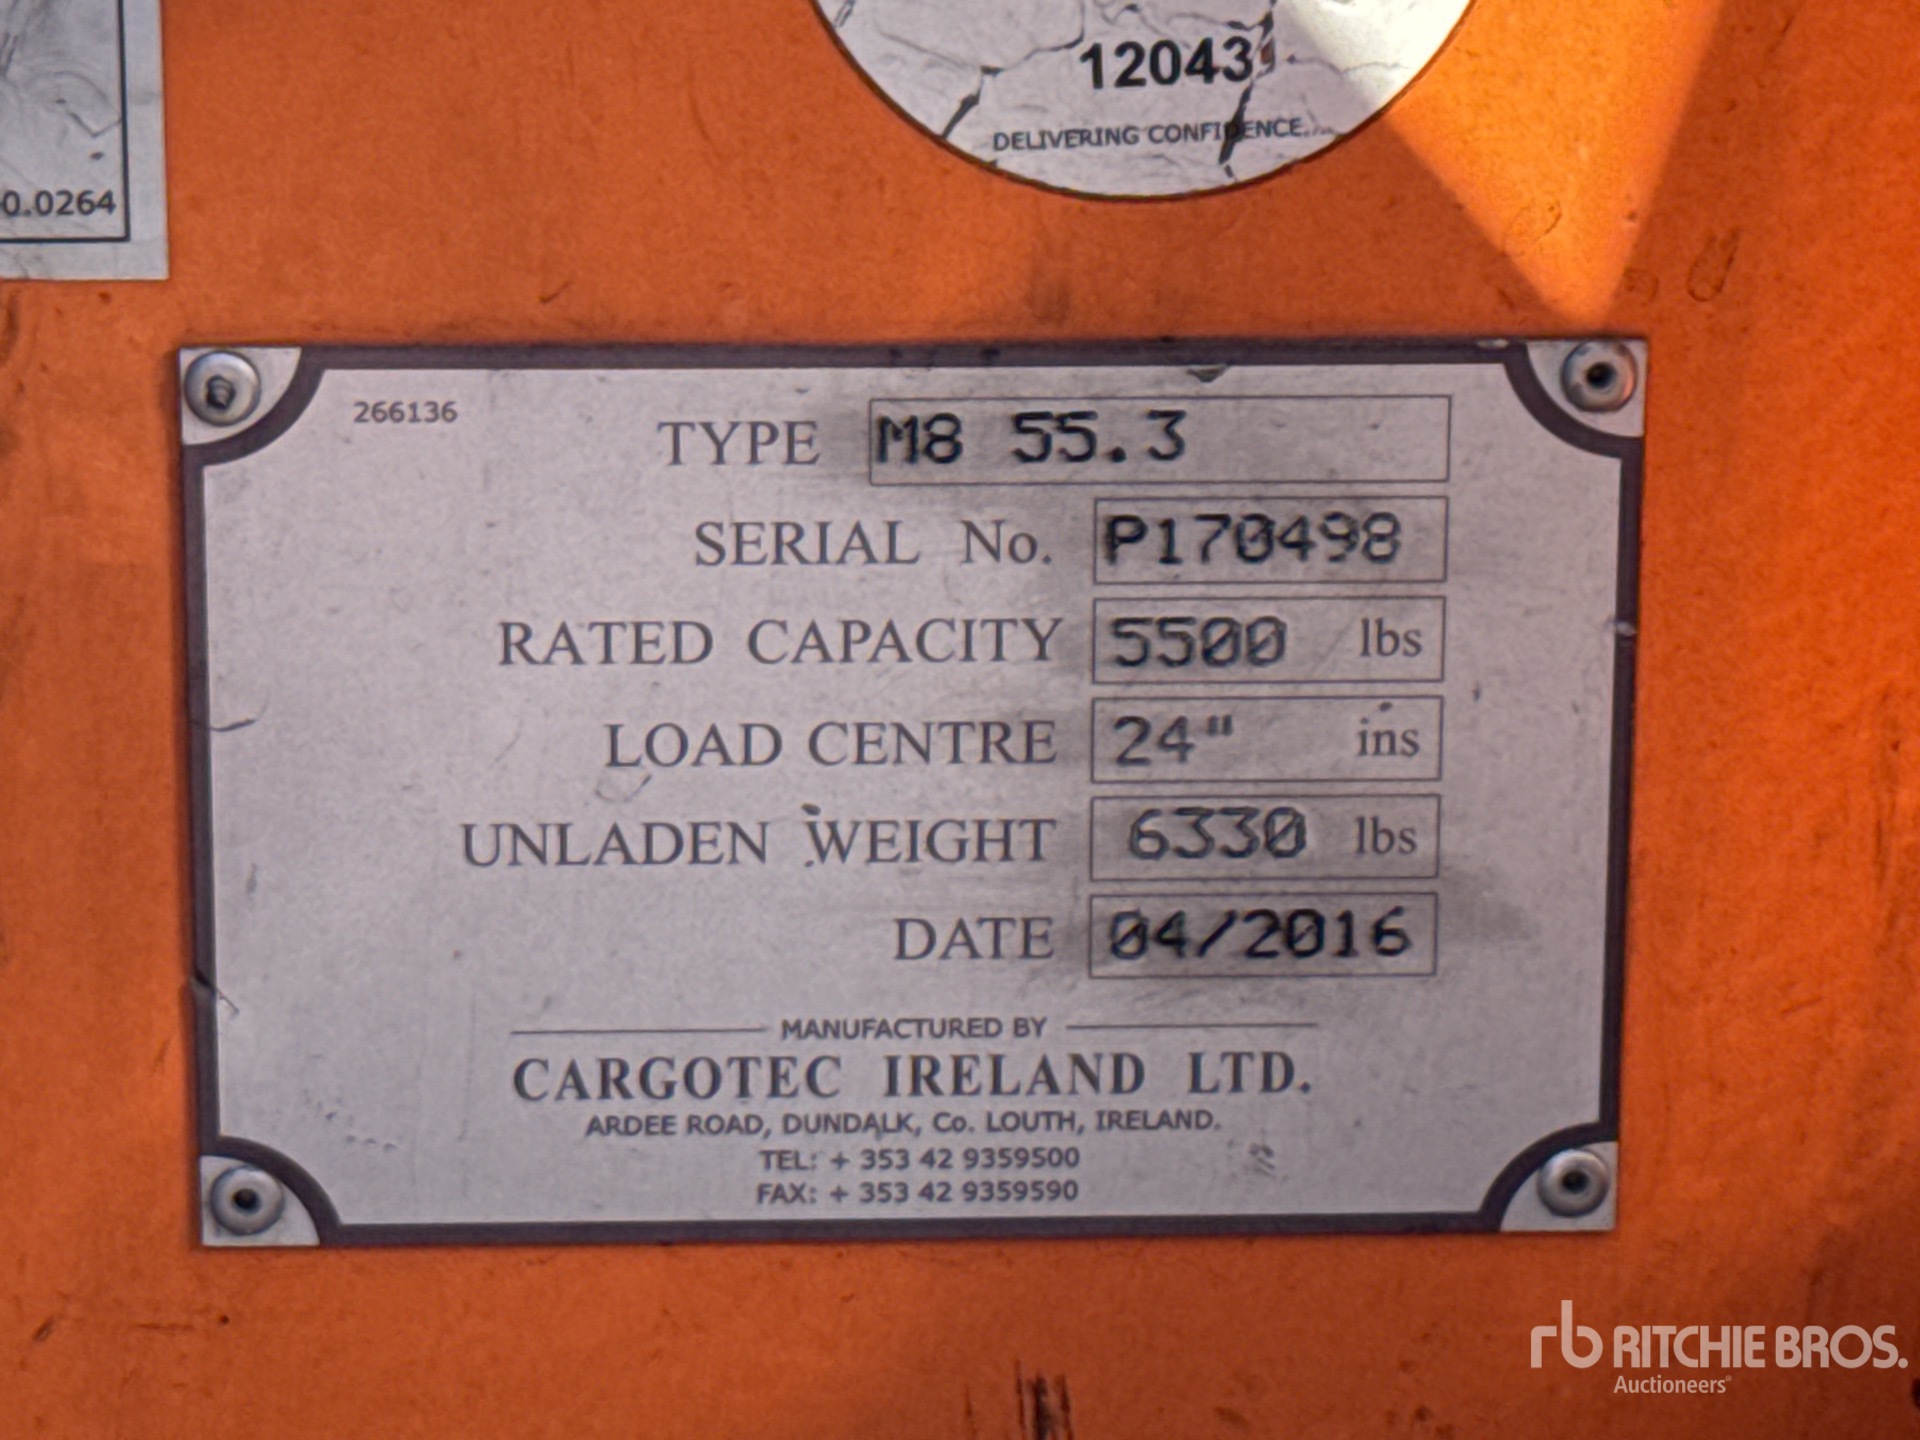 12043
DELIVERING CONFIDENCE.
0.0264
266136
TYPE M8 55.3
SERIAL No. P170498
RATED CAPACITY 5500 lbs
LOAD CENTRE 24" ins
UNLADEN WEIGHT 6330 lbs
DATE 04/2016
MANUFACTURED BY
CARGOTEC IRELAND LTD.
ARDEE ROAD, DUNDALK, Co. LOUTH, IRELAND.
TEL: + 353 42 9359500
FAX: + 353 42 9359590
rb RITCHIE BROS.
Auctioneers